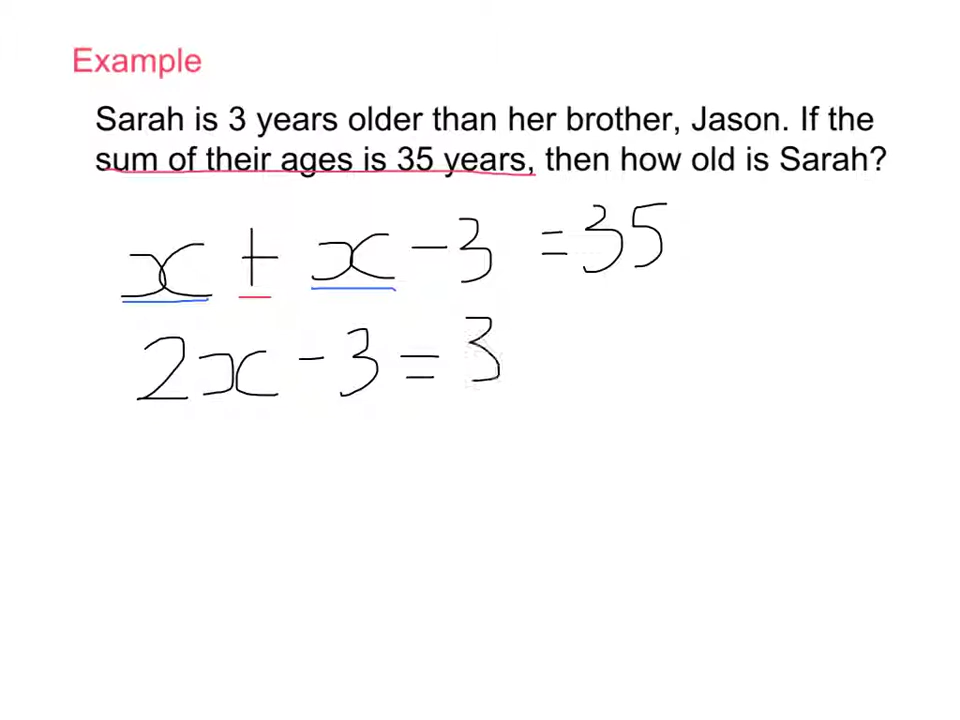 Example
Sarah is 3 years older than her brother, Jason. If the
sum of their ages is 35 years, then how old is Sarah?
x + x - 3 = 35
2x - 3 = 3